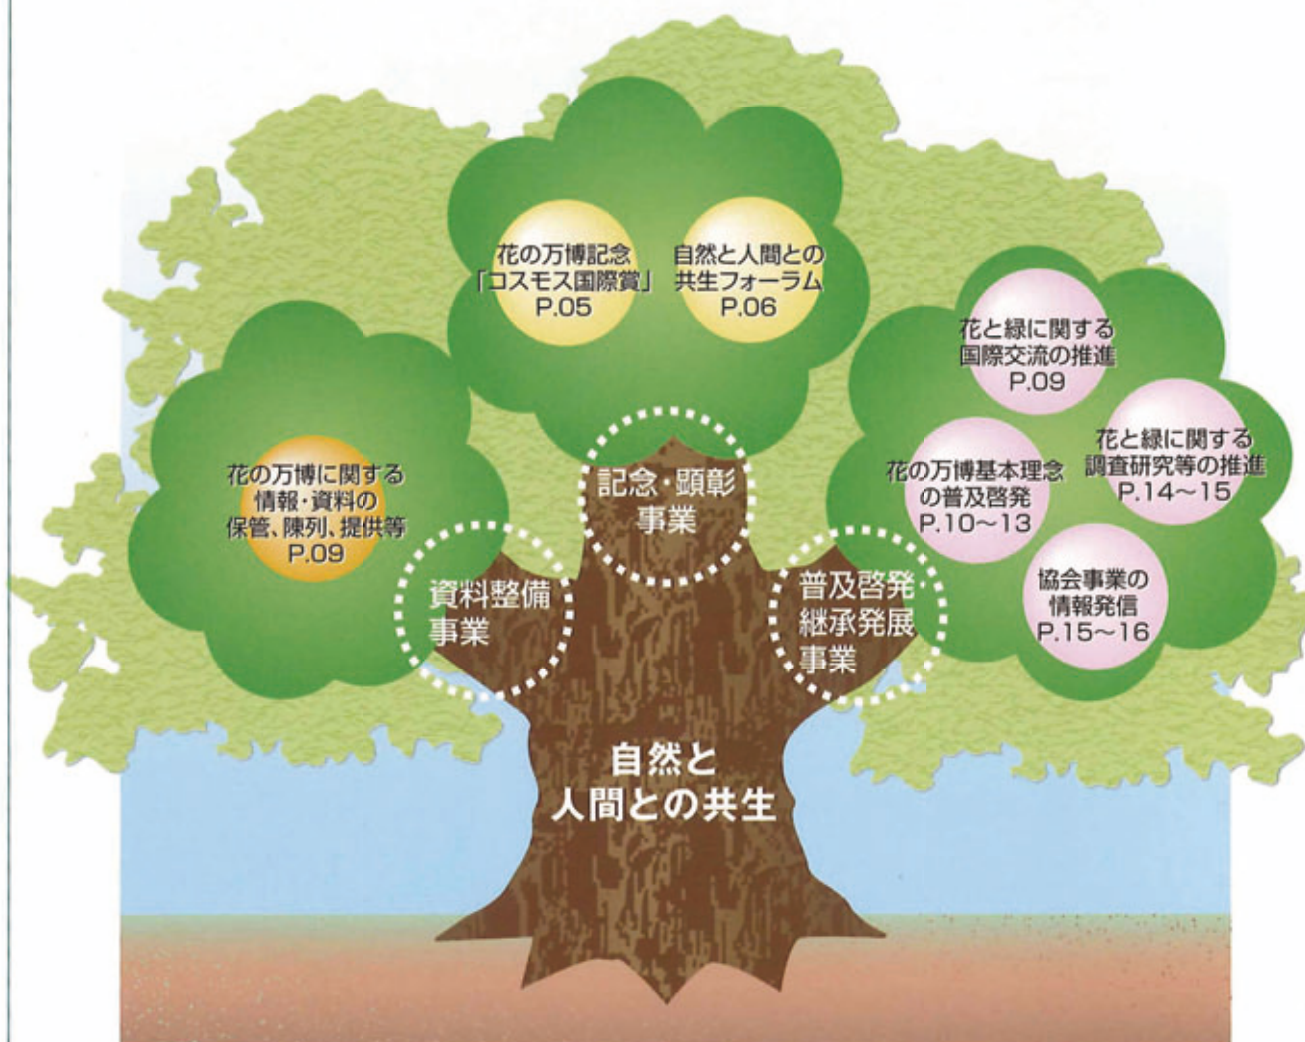 花の万博記念
「コスモス国際賞」
P.05
自然と人間との
共生フォーラム
P.06
花と緑に関する
国際交流の推進
P.09
花と緑に関する
調査研究等の推進
P.14～15
花の万博基本理念
の普及啓発
P.10～13
協会事業の
情報発信
P.15～16
花の万博に関する
情報・資料の
保管、陳列、提供等
P.09
記念・顕彰
事業
資料整備
事業
普及啓発・
継承発展
事業
自然と
人間との共生